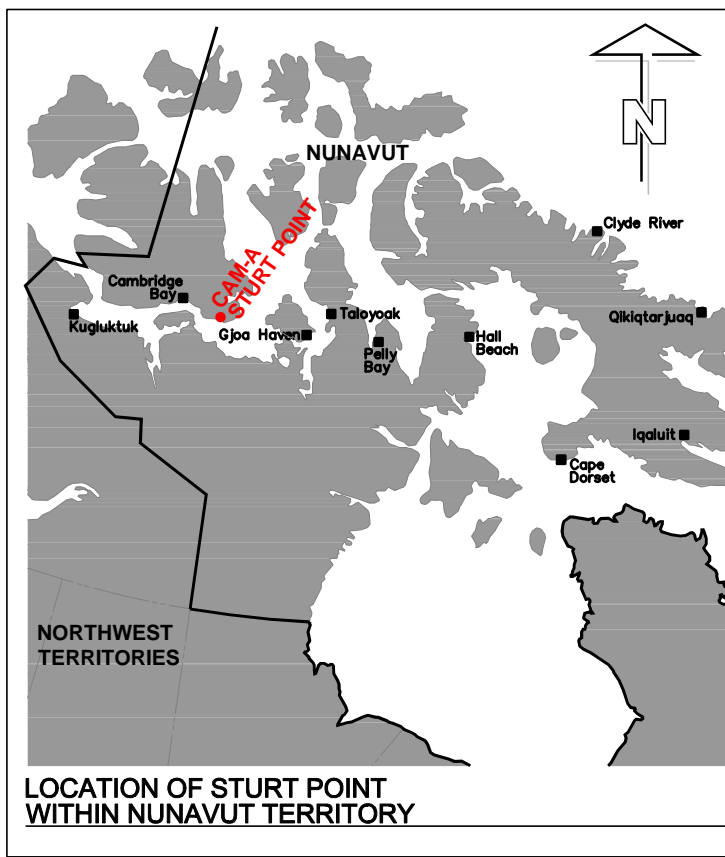 N
NUNAVUT
Clyde River
CAM-A
STURT POINT
Cambridge
Bay
Kugluktuk
Gjoa Haven
Taloyoak
Pelly
Bay
Hall
Beach
Qikiqtarjuaq
Iqaluit
Cape
Dorset
NORTHWEST
TERRITORIES
LOCATION OF STURT POINT
WITHIN NUNAVUT TERRITORY